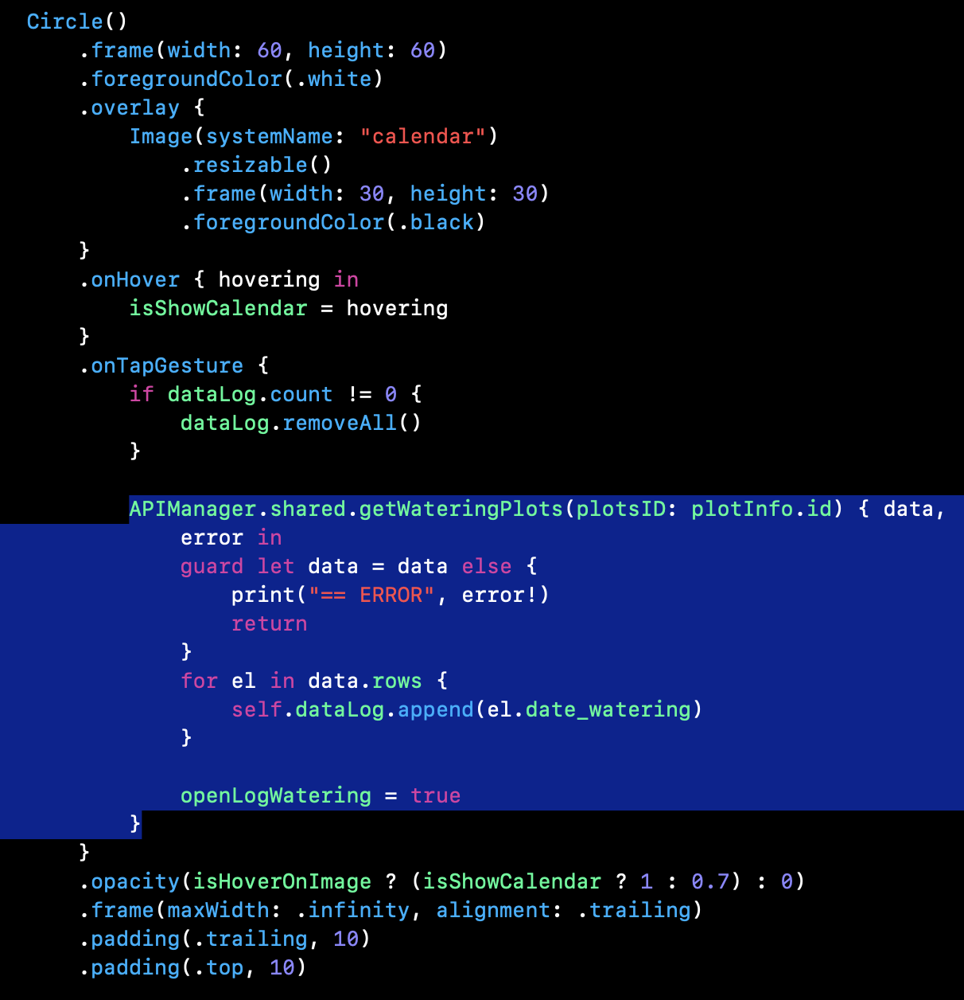 Circle()
.frame(width: 60, height: 60)
.foregroundColor(.white)
.overlay {
Image(systemName: "calendar")
.resizable()
.frame(width: 30, height: 30)
.foregroundColor(.black)
}
.onHover { hovering in
isShowCalendar = hovering
}
.onTapGesture {
if dataLog.count != 0 {
dataLog.removeAll()
}
APIManager.shared.getWateringPlots(plotsID: plotInfo.id) { data,
error in
guard let data = data else {
print("== ERROR", error!)
return
}
for el in data.rows {
self.dataLog.append(el.date_watering)
}
openLogWatering = true
}
}
.opacity(isHoverOnImage ? (isShowCalendar ? 1 : 0.7) : 0)
.frame(maxWidth: .infinity, alignment: .trailing)
.padding(.trailing, 10)
.padding(.top, 10)